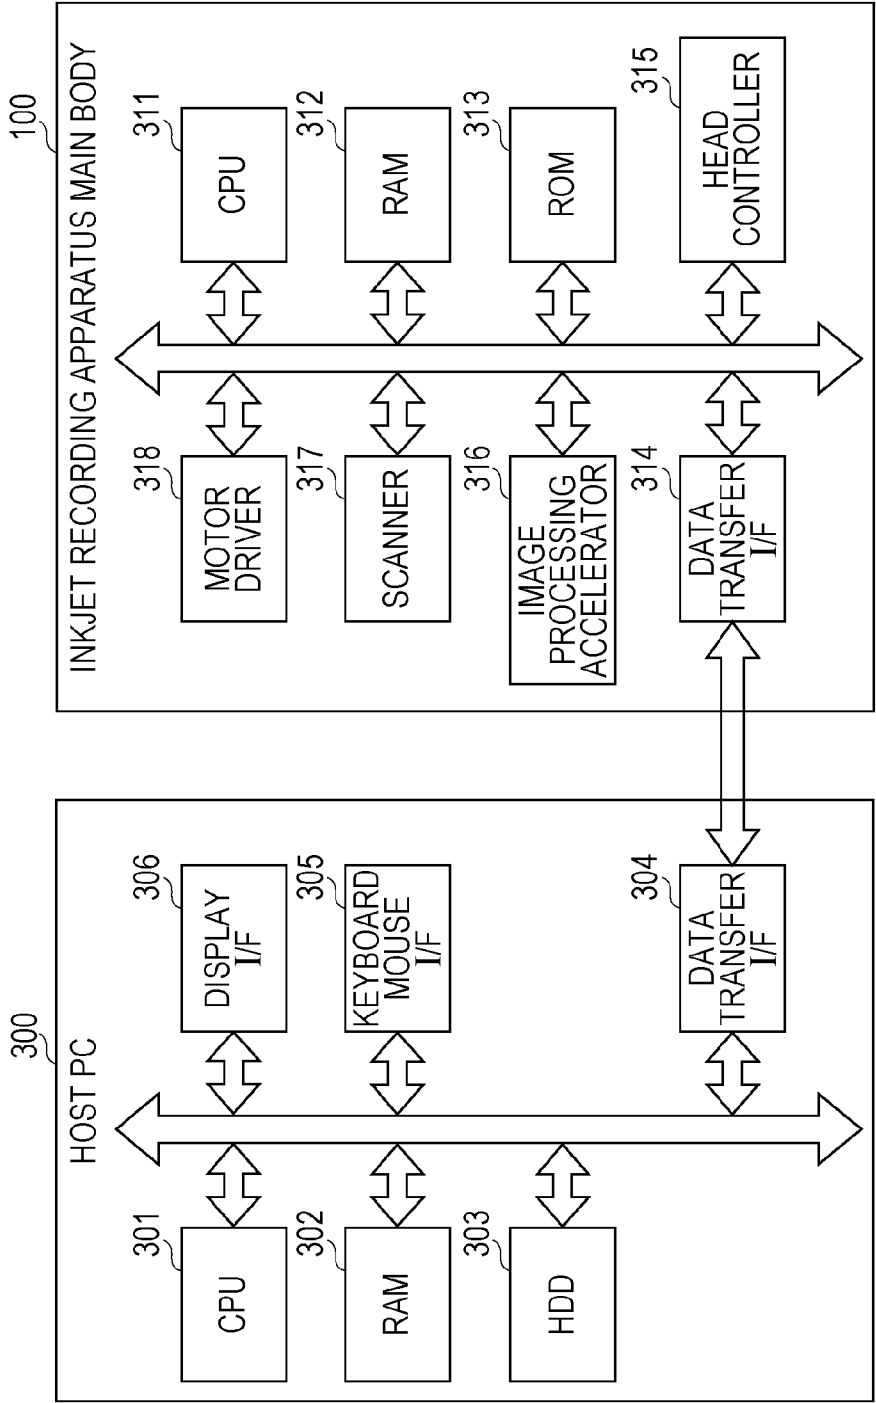 300
HOST PC
301
CPU
302
RAM
303
HDD
306
DISPLAY
I/F
305
KEYBOARD
MOUSE
I/F
304
DATA
TRANSFER
I/F
100
INKJET RECORDING APPARATUS MAIN BODY
318
MOTOR
DRIVER
317
SCANNER
316
IMAGE
PROCESSING
ACCELERATOR
314
DATA
TRANSFER
I/F
311
CPU
312
RAM
313
ROM
315
HEAD
CONTROLLER